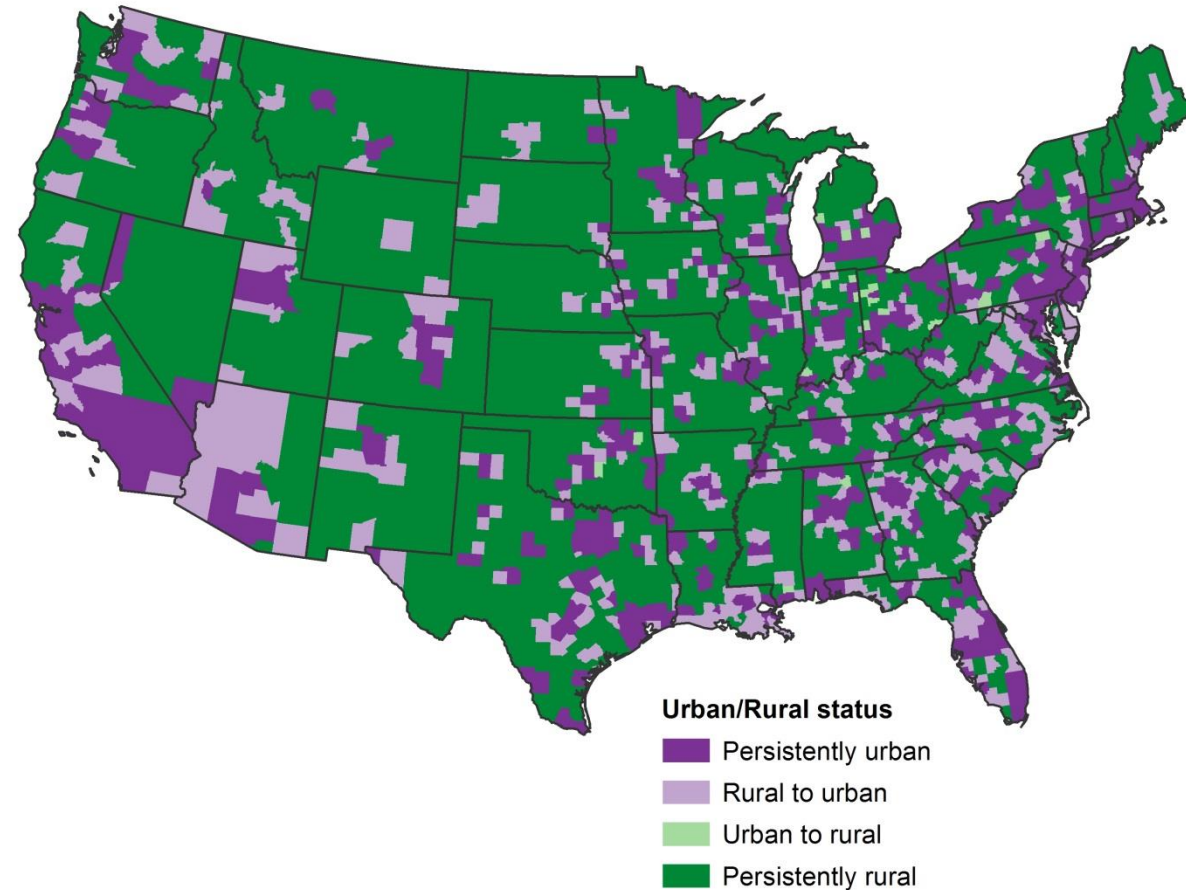 Urban/Rural status
Persistently urban
Rural to urban
Urban to rural
Persistently rural